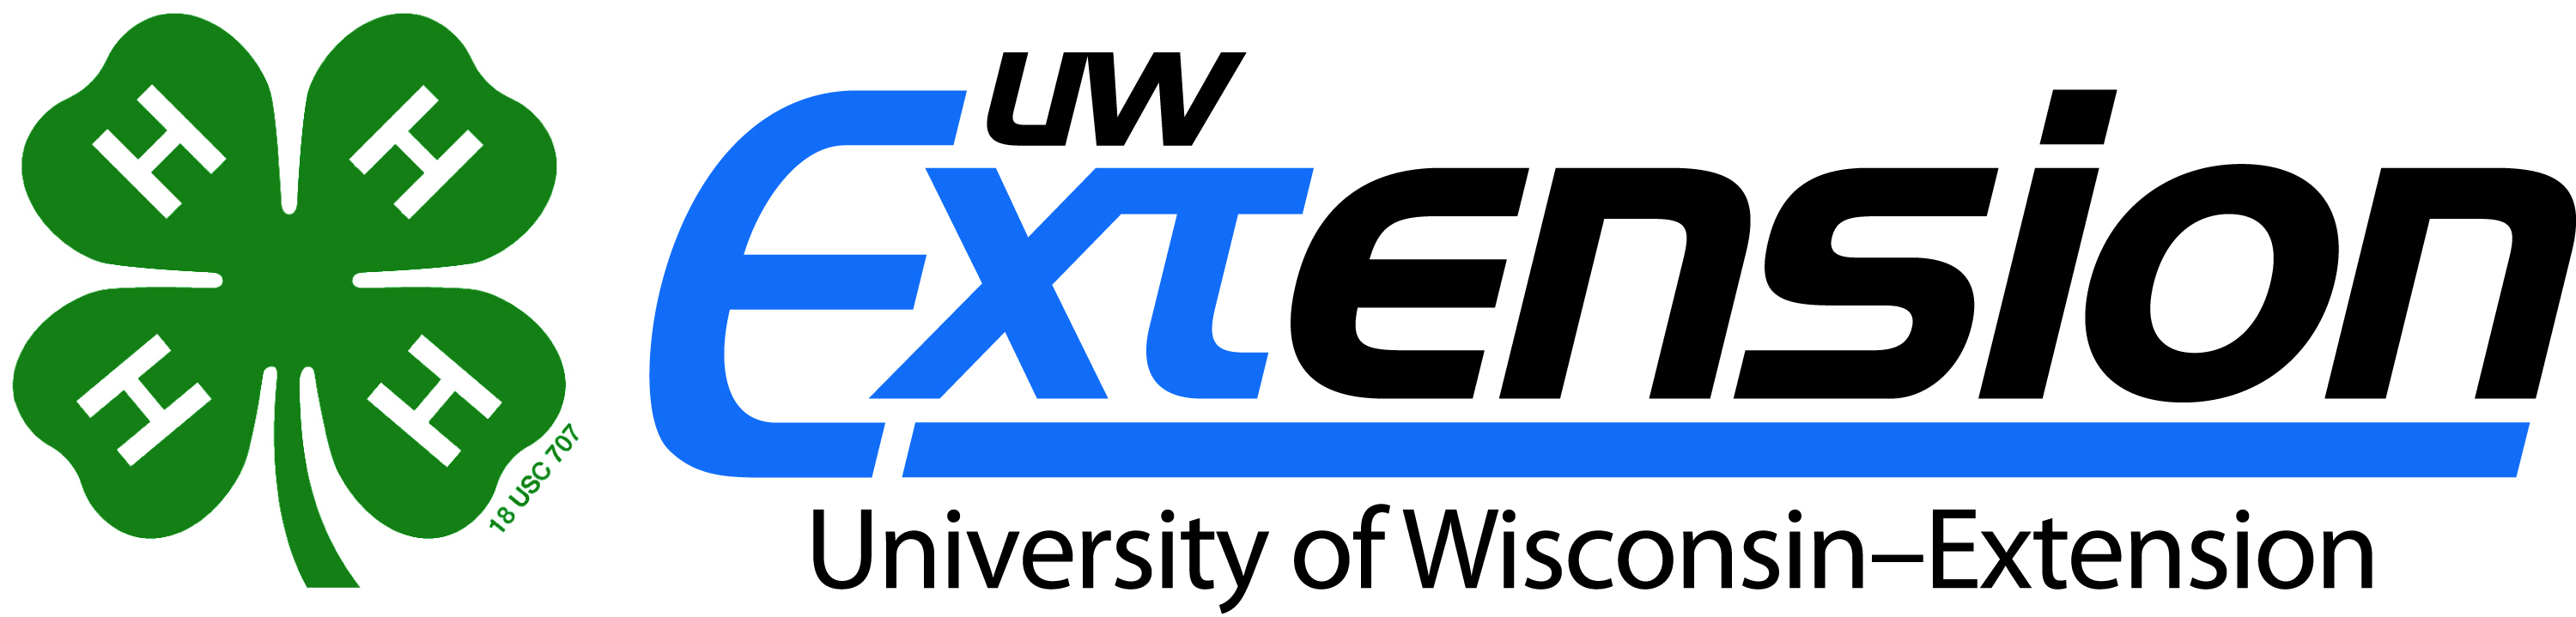 H H
H H
18 USC 707
UW
Extension
University of Wisconsin–Extension